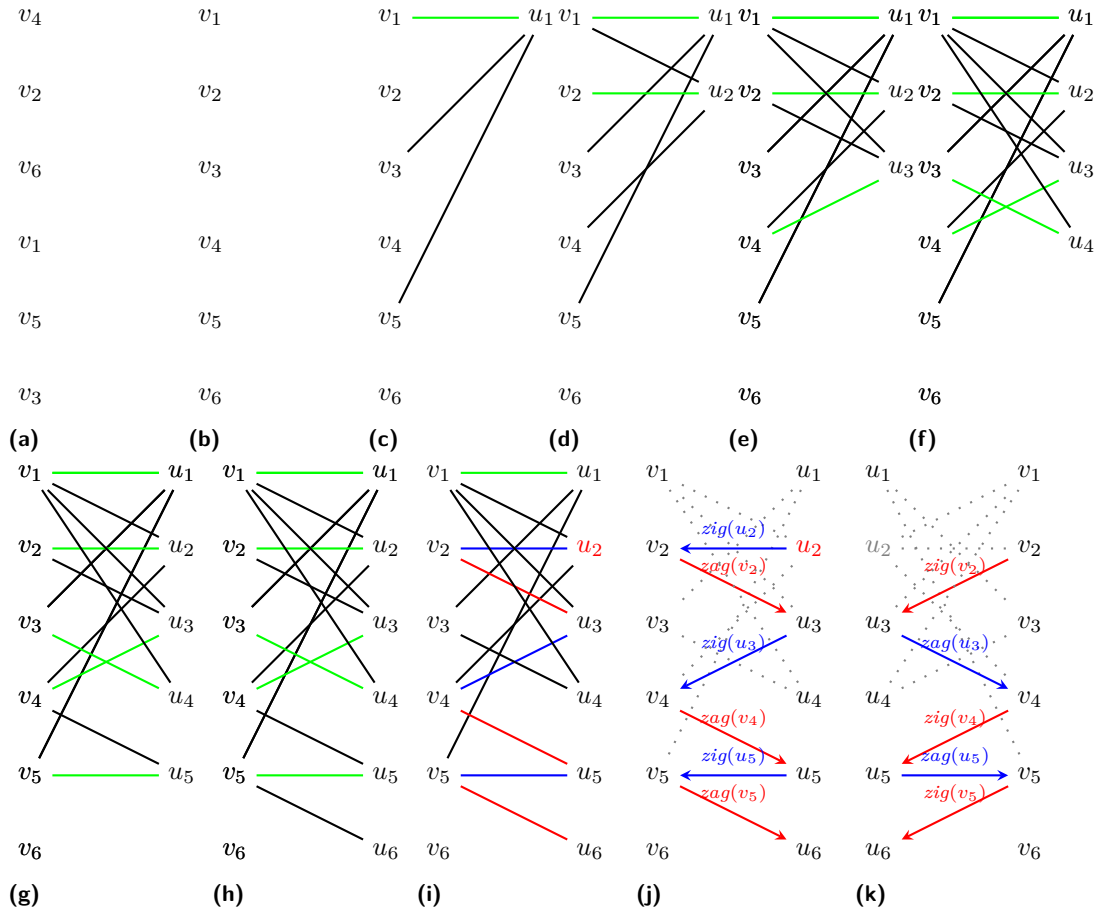 v4 v1 v1 u1 v1 u1 v1 u1 v1 u1
v2 v2 v2 v2 u2 v2 u2 v2 u2
v6 v3 v3 v3 v3 u3 v3 u3
v1 v4 v4 v4 v4 v4 u4
v5 v5 v5 v5 v5 v5
v3 v6 v6 v6 v6 v6
(a) (b) (c) (d) (e) (f)
v1 u1 v1 u1 v1 u1 v1 u1 u1 v1
zig(u2)
v2 u2 v2 u2 v2 u2 v2 u2 u2 v2
zag(v2) zig(v2)
v3 u3 v3 u3 v3 u3 v3 u3 u3 v3
zig(u3) zag(u3)
v4 u4 v4 u4 v4 u4 v4 u4 u4 v4
zag(v4) zig(v4)
zig(u5) zag(u5)
v5 u5 v5 u5 v5 u5 v5 u5 u5 v5
zag(v5) zig(v5)
v6 v6 u6 v6 u6 v6 u6 u6 v6
(g) (h) (i) (j) (k)